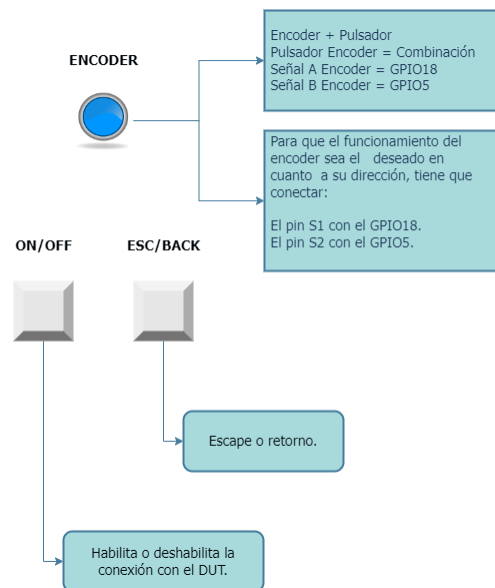 ENCODER
Encoder + Pulsador
Pulsador Encoder = Combinación
Señal A Encoder = GPIO18
Señal B Encoder = GPIO5
Para que el funcionamiento del
encoder sea el deseado en
cuanto a su dirección, tiene que
conectar:
El pin S1 con el GPIO18.
El pin S2 con el GPIO5.
ON/OFF
ESC/BACK
Escape o retorno.
Habilita o deshabilita la
conexión con el DUT.